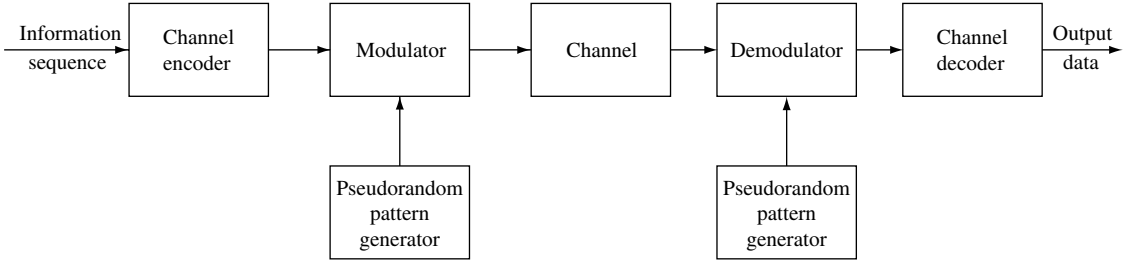 Information
sequence
Channel
encoder
Modulator
Channel
Demodulator
Channel
decoder
Output
data
Pseudorandom
pattern
generator
Pseudorandom
pattern
generator